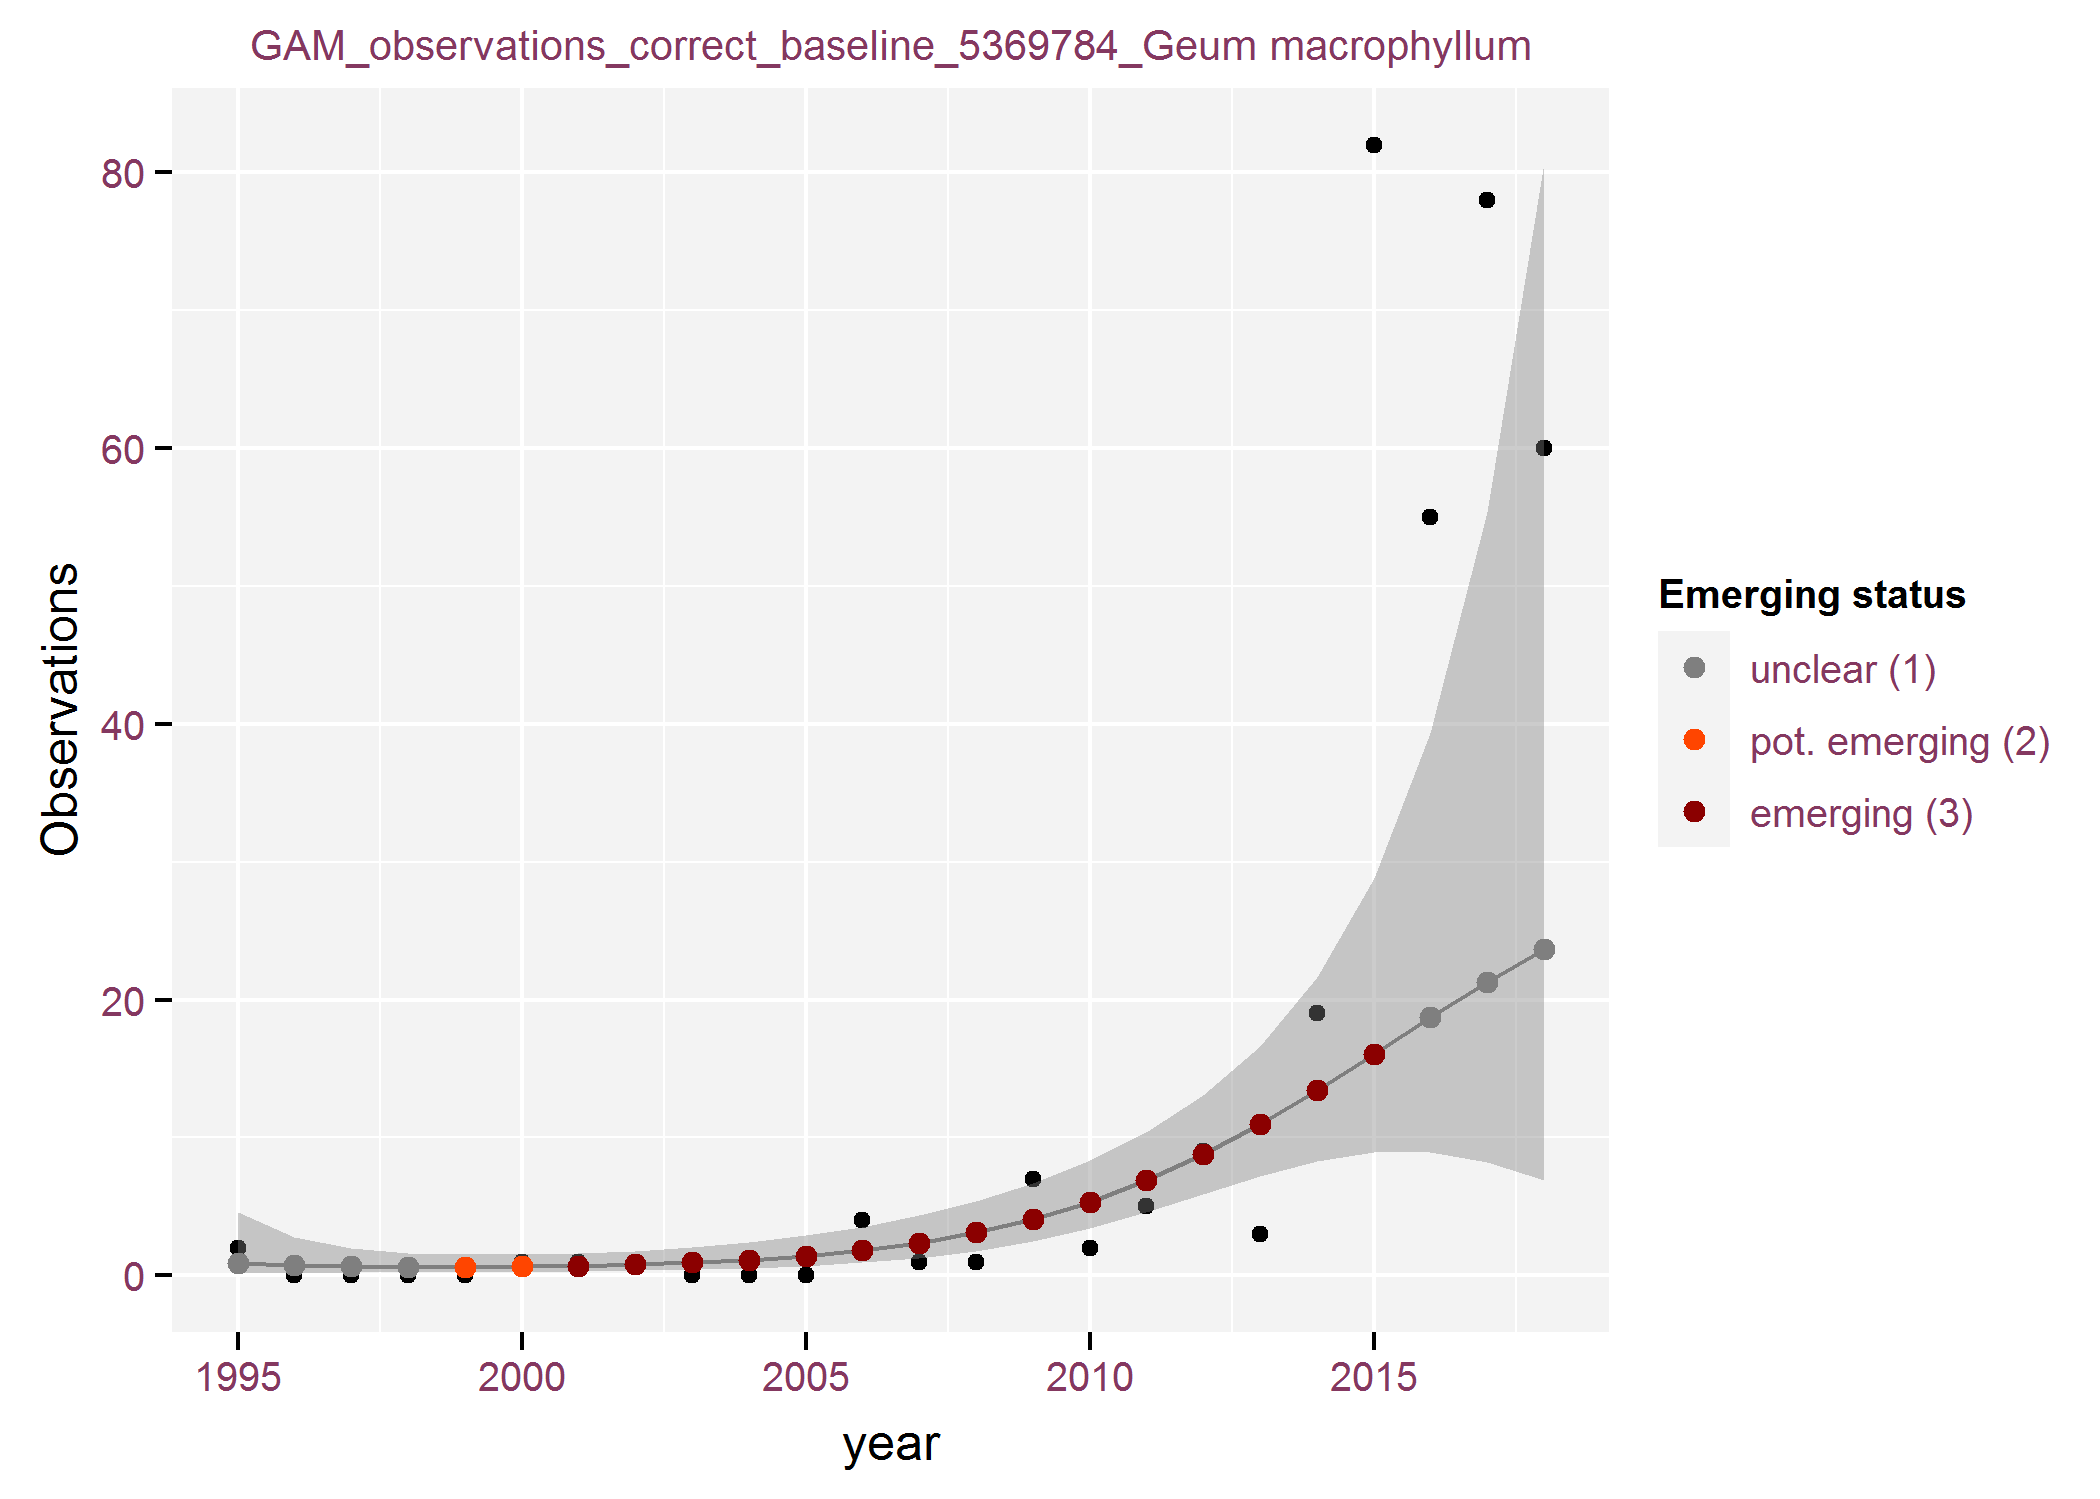 GAM_observations_correct_baseline_5369784_Geum macrophyllum
80
60
40
20
0
Observations
1995 2000 2005 2010 2015
year
Emerging status
unclear (1)
pot. emerging (2)
emerging (3)